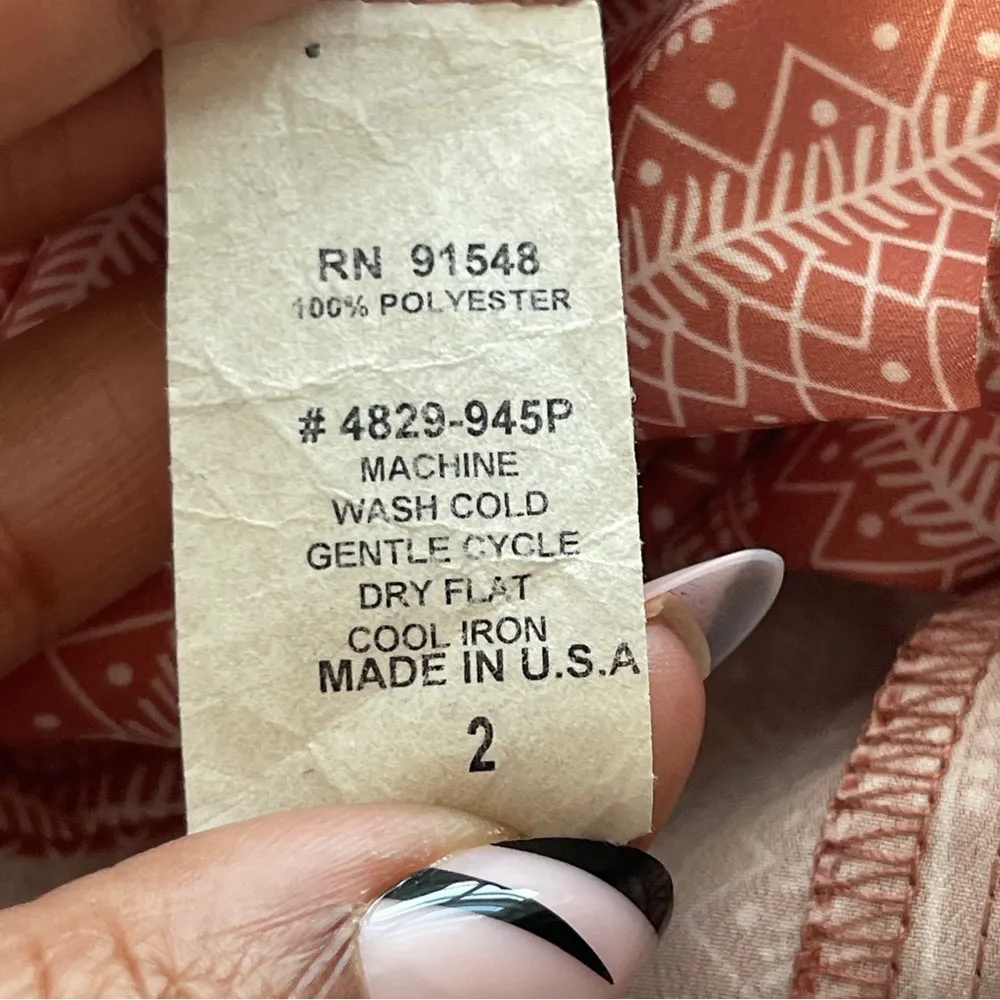 RN 91548
100% POLYESTER
# 4829-945P
MACHINE
WASH COLD
GENTLE CYCLE
DRY FLAT
COOL IRON
MADE IN U.S.A
2